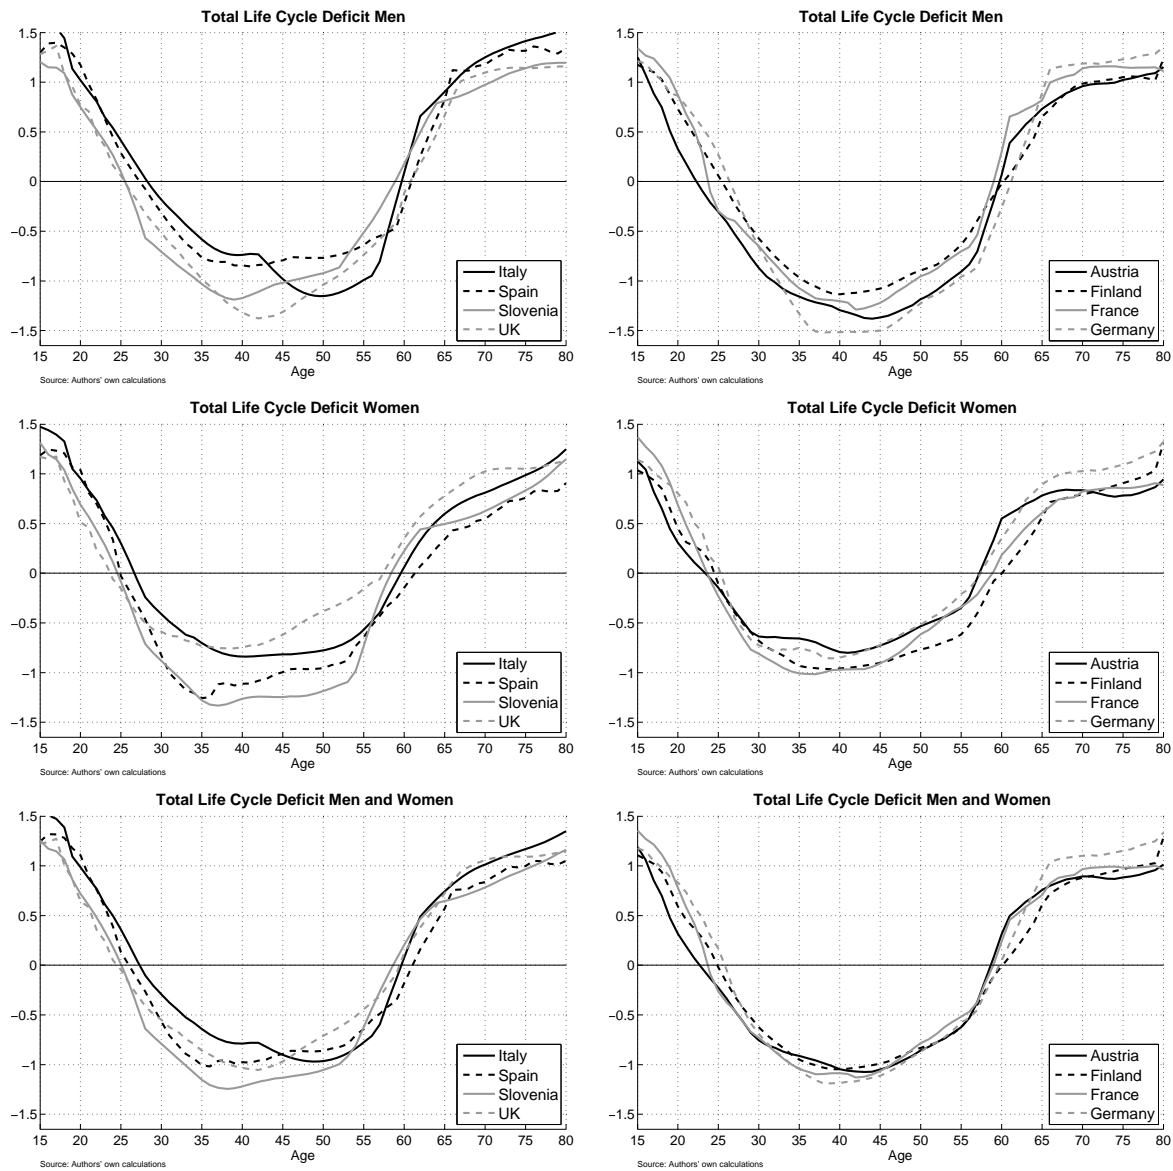 Total Life Cycle Deficit Men
1.5
1
0.5
0
−0.5
−1
−1.5
15 20 25 30 35 40 45 50 55 60 65 70 75 80
Age
Italy
Spain
Slovenia
UK
Source: Authors' own calculations
Total Life Cycle Deficit Men
1.5
1
0.5
0
−0.5
−1
−1.5
15 20 25 30 35 40 45 50 55 60 65 70 75 80
Age
Austria
Finland
France
Germany
Source: Authors' own calculations
Total Life Cycle Deficit Women
1.5
1
0.5
0
−0.5
−1
−1.5
15 20 25 30 35 40 45 50 55 60 65 70 75 80
Age
Italy
Spain
Slovenia
UK
Source: Authors' own calculations
Total Life Cycle Deficit Women
1.5
1
0.5
0
−0.5
−1
−1.5
15 20 25 30 35 40 45 50 55 60 65 70 75 80
Age
Austria
Finland
France
Germany
Source: Authors' own calculations
Total Life Cycle Deficit Men and Women
1.5
1
0.5
0
−0.5
−1
−1.5
15 20 25 30 35 40 45 50 55 60 65 70 75 80
Age
Italy
Spain
Slovenia
UK
Source: Authors' own calculations
Total Life Cycle Deficit Men and Women
1.5
1
0.5
0
−0.5
−1
−1.5
15 20 25 30 35 40 45 50 55 60 65 70 75 80
Age
Austria
Finland
France
Germany
Source: Authors' own calculations